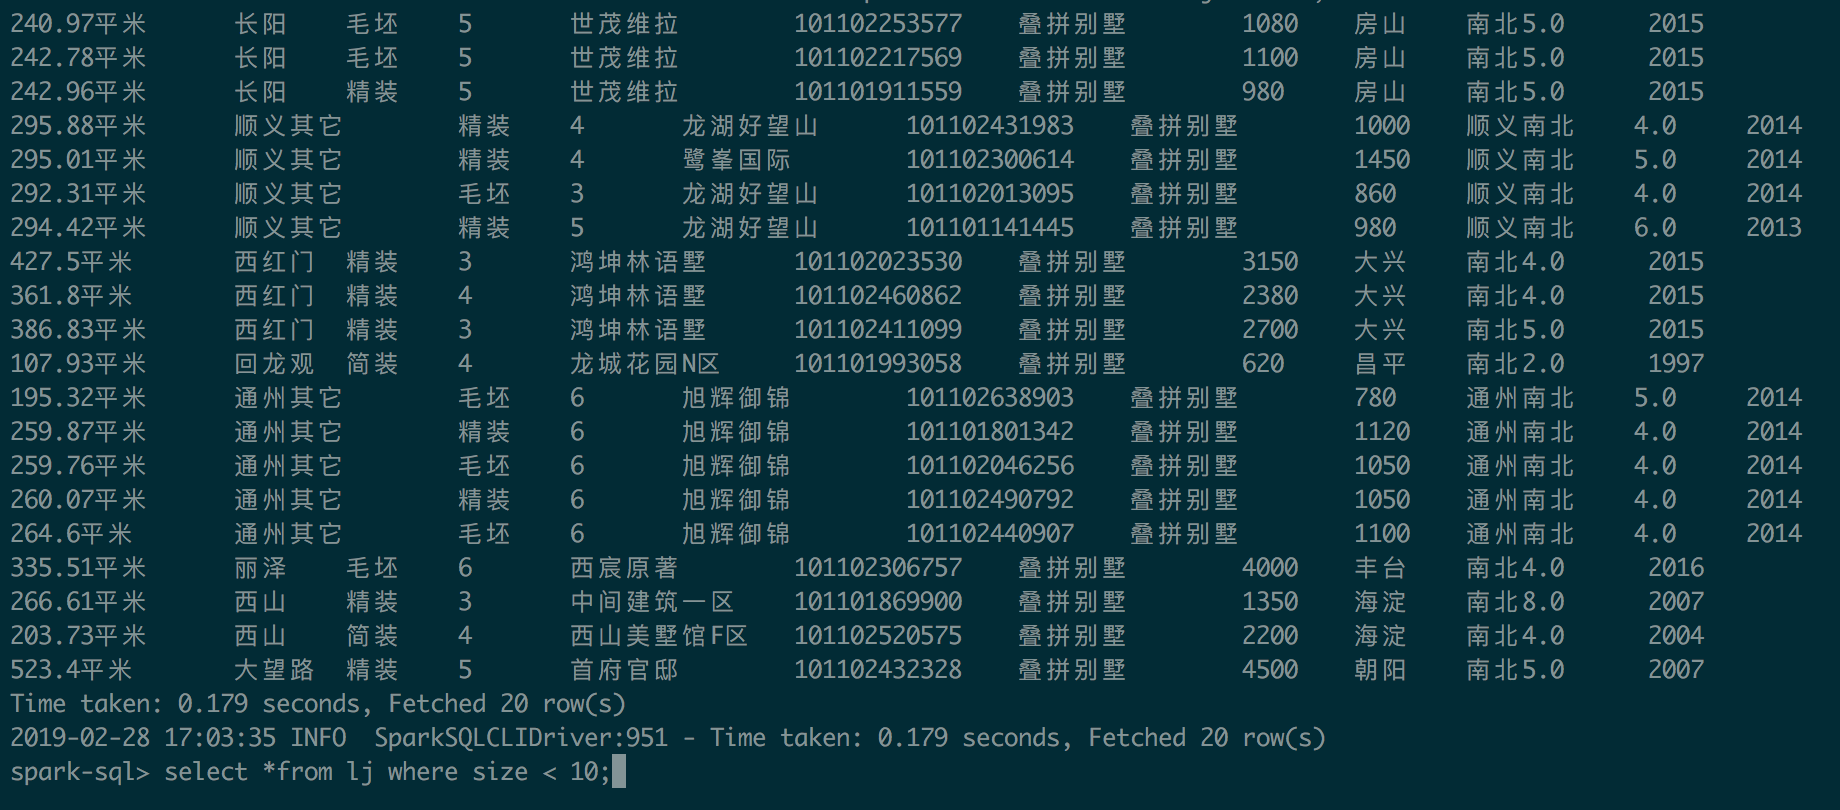 240.97平米 长阳 毛坯 5 世茂维拉 101102253577 叠拼别墅 1080 房山 南北5.0 2015
242.78平米 长阳 毛坯 5 世茂维拉 101102217569 叠拼别墅 1100 房山 南北5.0 2015
242.96平米 长阳 精装 5 世茂维拉 101101911559 叠拼别墅 980 房山 南北5.0 2015
295.88平米 顺义其它 精装 4 龙湖好望山 101102431983 叠拼别墅 1000 顺义南北 4.0 2014
295.01平米 顺义其它 精装 4 鹭峯国际 101102300614 叠拼别墅 1450 顺义南北 5.0 2014
292.31平米 顺义其它 毛坯 3 龙湖好望山 101102013095 叠拼别墅 860 顺义南北 4.0 2014
294.42平米 顺义其它 精装 5 龙湖好望山 101101141445 叠拼别墅 980 顺义南北 6.0 2013
427.5平米 西红门 精装 3 鸿坤林语墅 101102023530 叠拼别墅 3150 大兴 南北4.0 2015
361.8平米 西红门 精装 4 鸿坤林语墅 101102460862 叠拼别墅 2380 大兴 南北4.0 2015
386.83平米 西红门 精装 3 鸿坤林语墅 101102411099 叠拼别墅 2700 大兴 南北5.0 2015
107.93平米 回龙观 简装 4 龙城花园N区 101101993058 叠拼别墅 620 昌平 南北2.0 1997
195.32平米 通州其它 毛坯 6 旭辉御锦 101102638903 叠拼别墅 780 通州南北 5.0 2014
259.87平米 通州其它 精装 6 旭辉御锦 101101801342 叠拼别墅 1120 通州南北 4.0 2014
259.76平米 通州其它 毛坯 6 旭辉御锦 101102046256 叠拼别墅 1050 通州南北 4.0 2014
260.07平米 通州其它 精装 6 旭辉御锦 101102490792 叠拼别墅 1050 通州南北 4.0 2014
264.6平米 通州其它 毛坯 6 旭辉御锦 101102440907 叠拼别墅 1100 通州南北 4.0 2014
335.51平米 丽泽 毛坯 6 西宸原著 101102306757 叠拼别墅 4000 丰台 南北4.0 2016
266.61平米 西山 精装 3 中间建筑一区 101101869900 叠拼别墅 1350 海淀 南北8.0 2007
203.73平米 西山 简装 4 西山美墅馆F区 101102520575 叠拼别墅 2200 海淀 南北4.0 2004
523.4平米 大望路 精装 5 首府官邸 101102432328 叠拼别墅 4500 朝阳 南北5.0 2007
Time taken: 0.179 seconds, Fetched 20 row(s)
2019-02-28 17:03:35 INFO SparkSQLCLIDriver:951 - Time taken: 0.179 seconds, Fetched 20 row(s)
spark-sql> select *from lj where size < 10;